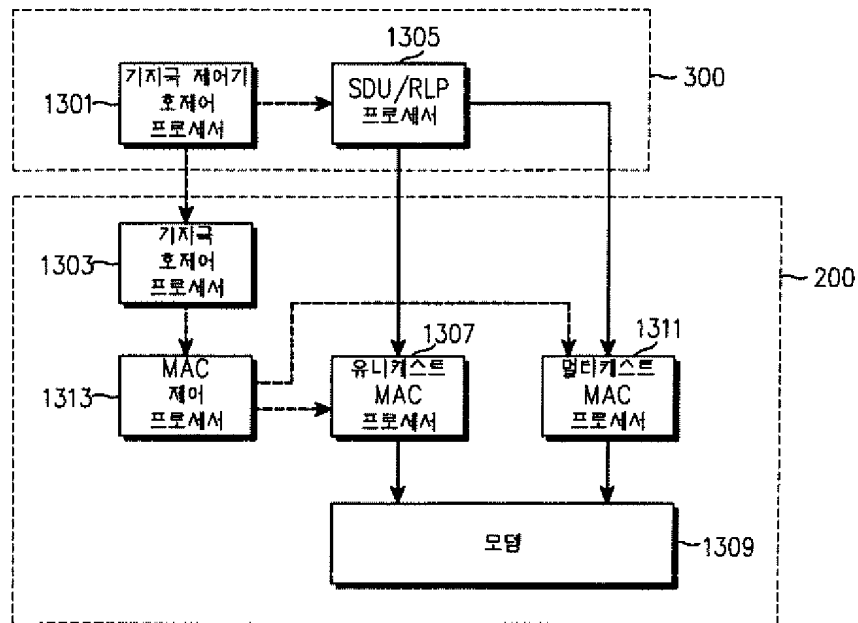 1305
기지국 제어기
호제어
프로세서
1301
SDU/RLP
프로세서
300
기지국
호제어
프로세서
1303
200
1307
1311
MAC
제어
프로세서
1313
유니케스트
MAC
프로세서
멀티케스트
MAC
프로세서
모뎀
1309